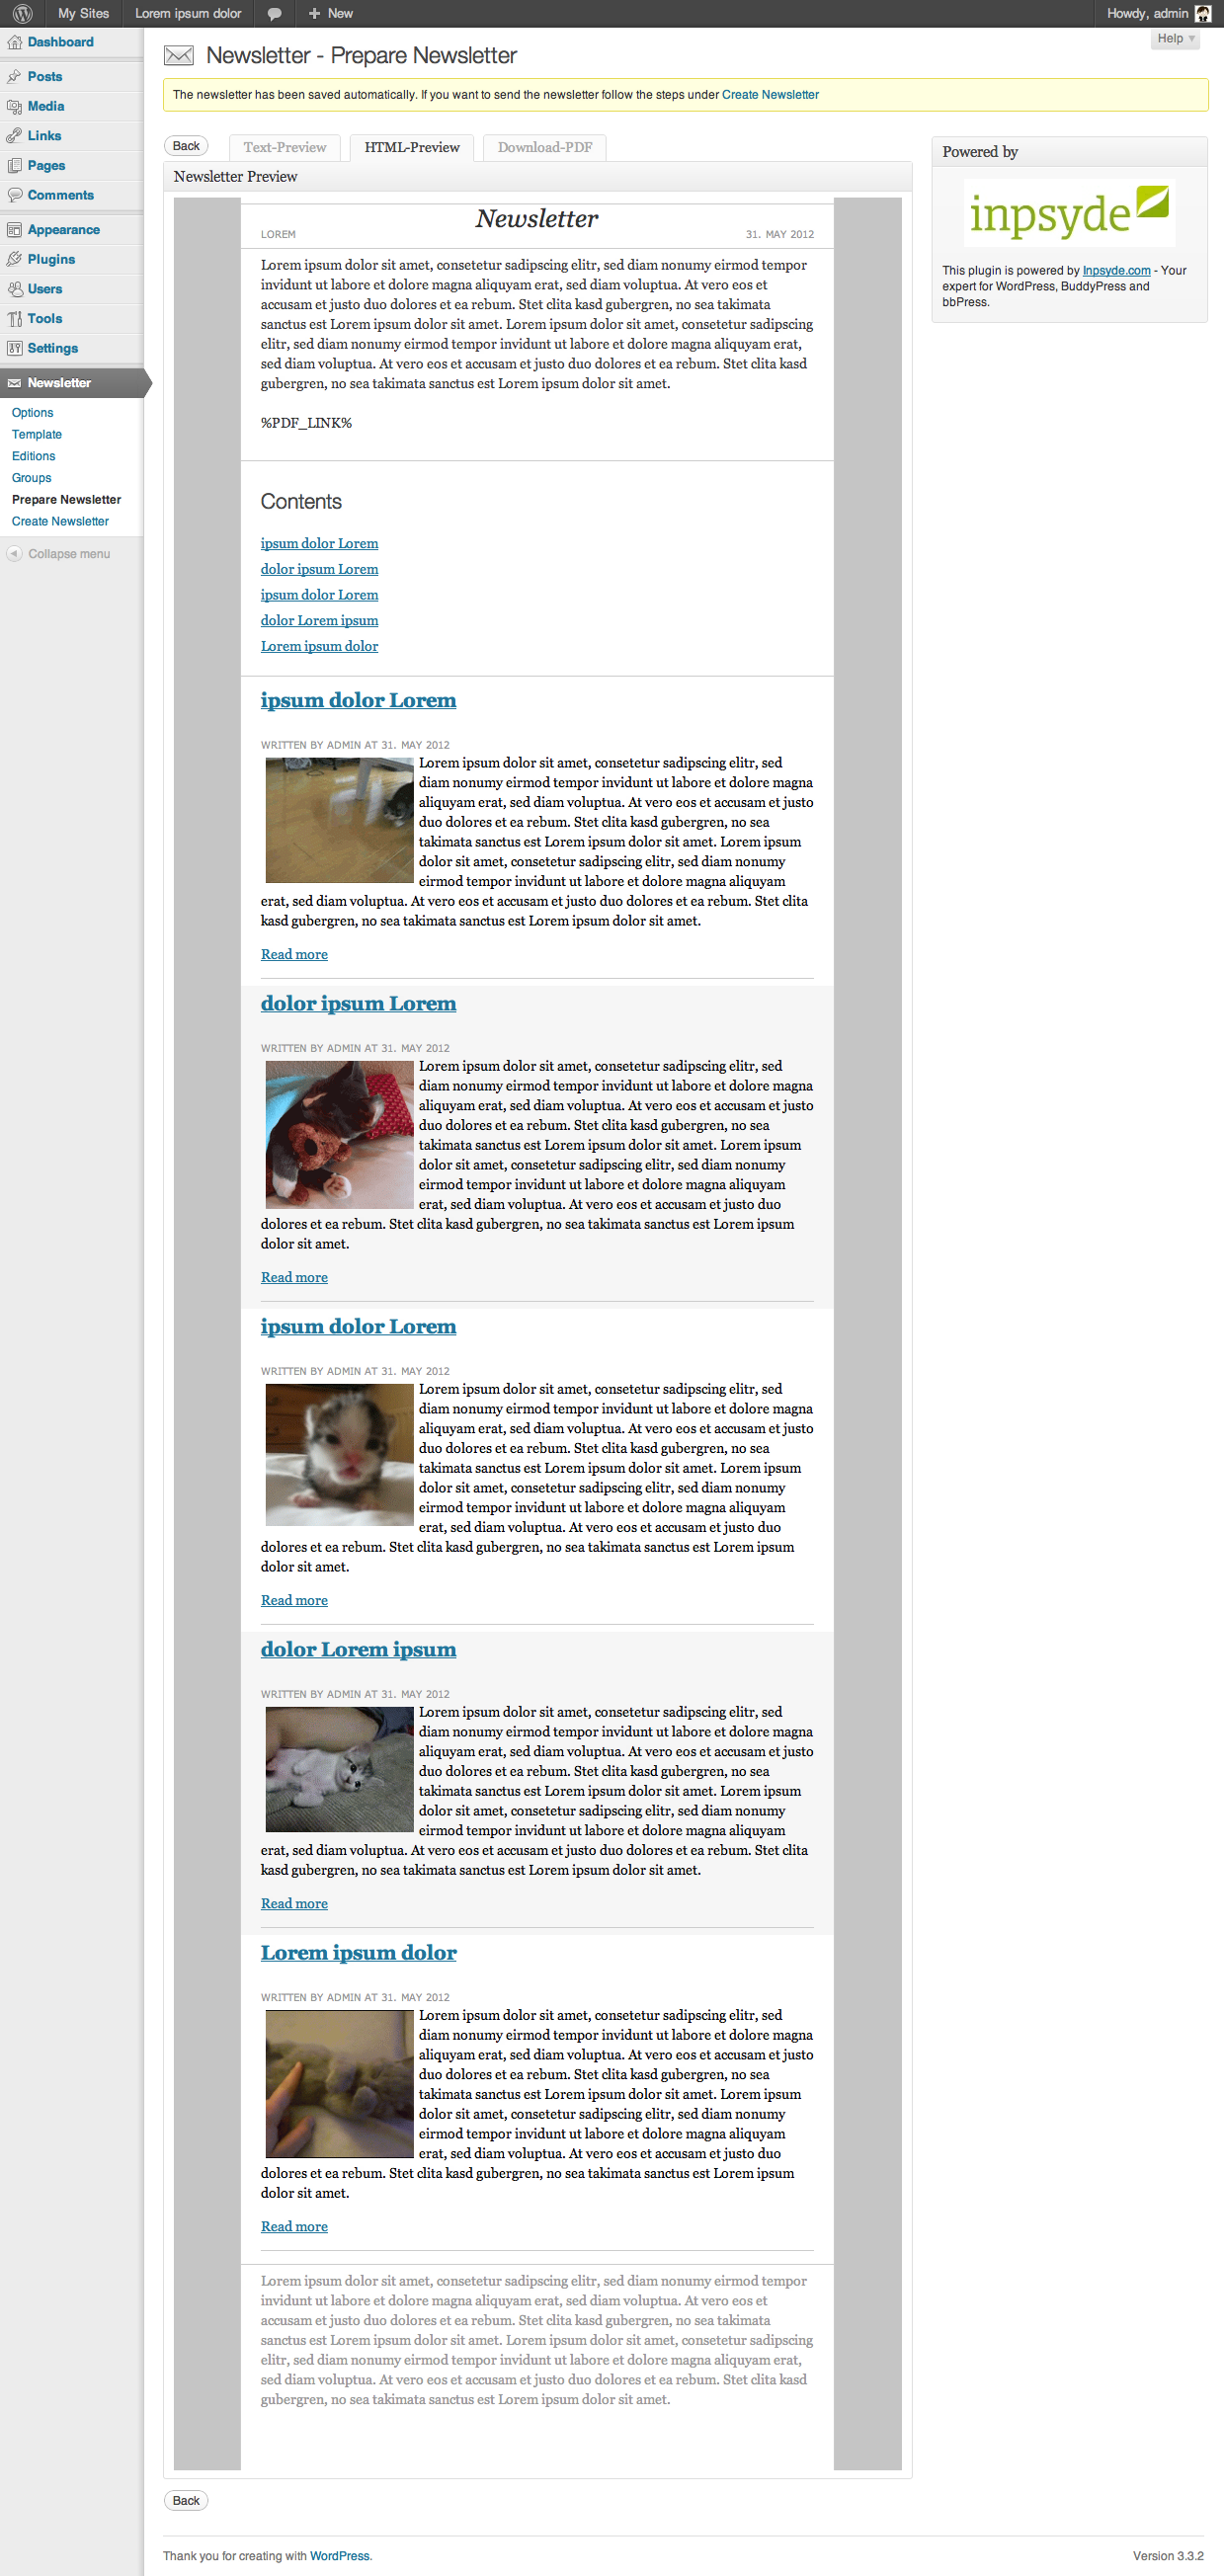 My Sites
Lorem ipsum dolor
+ New
Howdy, admin
Dashboard
Posts
Media
Links
Pages
Comments
Appearance
Plugins
Users
Tools
Settings
Newsletter
Options
Template
Editions
Groups
Prepare Newsletter
Create Newsletter
Collapse menu
Help
Newsletter - Prepare Newsletter
The newsletter has been saved automatically. If you want to send the newsletter follow the steps under Create Newsletter
Back
Text-Preview
HTML-Preview
Download-PDF
Newsletter Preview
Newsletter
LOREM
31. MAY 2012
Lorem ipsum dolor sit amet, consetetur sadipscing elitr, sed diam nonumy eirmod tempor
invidunt ut labore et dolore magna aliquyam erat, sed diam voluptua. At vero eos et
accusam et justo duo dolores et ea rebum. Stet clita kasd gubergren, no sea takimata
sanctus est Lorem ipsum dolor sit amet. Lorem ipsum dolor sit amet, consetetur sadipscing
elitr, sed diam nonumy eirmod tempor invidunt ut labore et dolore magna aliquyam erat,
sed diam voluptua. At vero eos et accusam et justo duo dolores et ea rebum. Stet clita kasd
gubergren, no sea takimata sanctus est Lorem ipsum dolor sit amet.
%PDF_LINK%
Contents
ipsum dolor Lorem
dolor ipsum Lorem
ipsum dolor Lorem
dolor Lorem ipsum
Lorem ipsum dolor
ipsum dolor Lorem
WRITTEN BY ADMIN AT 31. MAY 2012
Lorem ipsum dolor sit amet, consetetur sadipscing elitr, sed
diam nonumy eirmod tempor invidunt ut labore et dolore magna
aliquyam erat, sed diam voluptua. At vero eos et accusam et justo
duo dolores et ea rebum. Stet clita kasd gubergren, no sea
takimata sanctus est Lorem ipsum dolor sit amet. Lorem ipsum
dolor sit amet, consetetur sadipscing elitr, sed diam nonumy
eirmod tempor invidunt ut labore et dolore magna aliquyam
erat, sed diam voluptua. At vero eos et accusam et justo duo dolores et ea rebum. Stet clita
kasd gubergren, no sea takimata sanctus est Lorem ipsum dolor sit amet.
Read more
dolor ipsum Lorem
WRITTEN BY ADMIN AT 31. MAY 2012
Lorem ipsum dolor sit amet, consetetur sadipscing elitr, sed
diam nonumy eirmod tempor invidunt ut labore et dolore magna
aliquyam erat, sed diam voluptua. At vero eos et accusam et justo
duo dolores et ea rebum. Stet clita kasd gubergren, no sea
takimata sanctus est Lorem ipsum dolor sit amet. Lorem ipsum
dolor sit amet, consetetur sadipscing elitr, sed diam nonumy
eirmod tempor invidunt ut labore et dolore magna aliquyam
erat, sed diam voluptua. At vero eos et accusam et justo duo
dolores et ea rebum. Stet clita kasd gubergren, no sea takimata sanctus est Lorem ipsum
dolor sit amet.
Read more
ipsum dolor Lorem
WRITTEN BY ADMIN AT 31. MAY 2012
Lorem ipsum dolor sit amet, consetetur sadipscing elitr, sed
diam nonumy eirmod tempor invidunt ut labore et dolore magna
aliquyam erat, sed diam voluptua. At vero eos et accusam et justo
duo dolores et ea rebum. Stet clita kasd gubergren, no sea
takimata sanctus est Lorem ipsum dolor sit amet. Lorem ipsum
dolor sit amet, consetetur sadipscing elitr, sed diam nonumy
eirmod tempor invidunt ut labore et dolore magna aliquyam
erat, sed diam voluptua. At vero eos et accusam et justo duo
dolores et ea rebum. Stet clita kasd gubergren, no sea takimata sanctus est Lorem ipsum
dolor sit amet.
Read more
dolor Lorem ipsum
WRITTEN BY ADMIN AT 31. MAY 2012
Lorem ipsum dolor sit amet, consetetur sadipscing elitr, sed
diam nonumy eirmod tempor invidunt ut labore et dolore magna
aliquyam erat, sed diam voluptua. At vero eos et accusam et justo
duo dolores et ea rebum. Stet clita kasd gubergren, no sea
takimata sanctus est Lorem ipsum dolor sit amet. Lorem ipsum
dolor sit amet, consetetur sadipscing elitr, sed diam nonumy
eirmod tempor invidunt ut labore et dolore magna aliquyam
erat, sed diam voluptua. At vero eos et accusam et justo duo dolores et ea rebum. Stet clita
kasd gubergren, no sea takimata sanctus est Lorem ipsum dolor sit amet.
Read more
Lorem ipsum dolor
WRITTEN BY ADMIN AT 31. MAY 2012
Lorem ipsum dolor sit amet, consetetur sadipscing elitr, sed
diam nonumy eirmod tempor invidunt ut labore et dolore magna
aliquyam erat, sed diam voluptua. At vero eos et accusam et justo
duo dolores et ea rebum. Stet clita kasd gubergren, no sea
takimata sanctus est Lorem ipsum dolor sit amet. Lorem ipsum
dolor sit amet, consetetur sadipscing elitr, sed diam nonumy
eirmod tempor invidunt ut labore et dolore magna aliquyam
erat, sed diam voluptua. At vero eos et accusam et justo duo
dolores et ea rebum. Stet clita kasd gubergren, no sea takimata sanctus est Lorem ipsum
dolor sit amet.
Read more
Lorem ipsum dolor sit amet, consetetur sadipscing elitr, sed diam nonumy eirmod tempor
invidunt ut labore et dolore magna aliquyam erat, sed diam voluptua. At vero eos et
accusam et justo duo dolores et ea rebum. Stet clita kasd gubergren, no sea takimata
sanctus est Lorem ipsum dolor sit amet. Lorem ipsum dolor sit amet, consetetur sadipscing
elitr, sed diam nonumy eirmod tempor invidunt ut labore et dolore magna aliquyam erat,
sed diam voluptua. At vero eos et accusam et justo duo dolores et ea rebum. Stet clita kasd
gubergren, no sea takimata sanctus est Lorem ipsum dolor sit amet.
Back
Powered by
inpsyde
This plugin is powered by Inpsyde.com - Your
expert for WordPress, BuddyPress and
bbPress.
Thank you for creating with WordPress.
Version 3.3.2